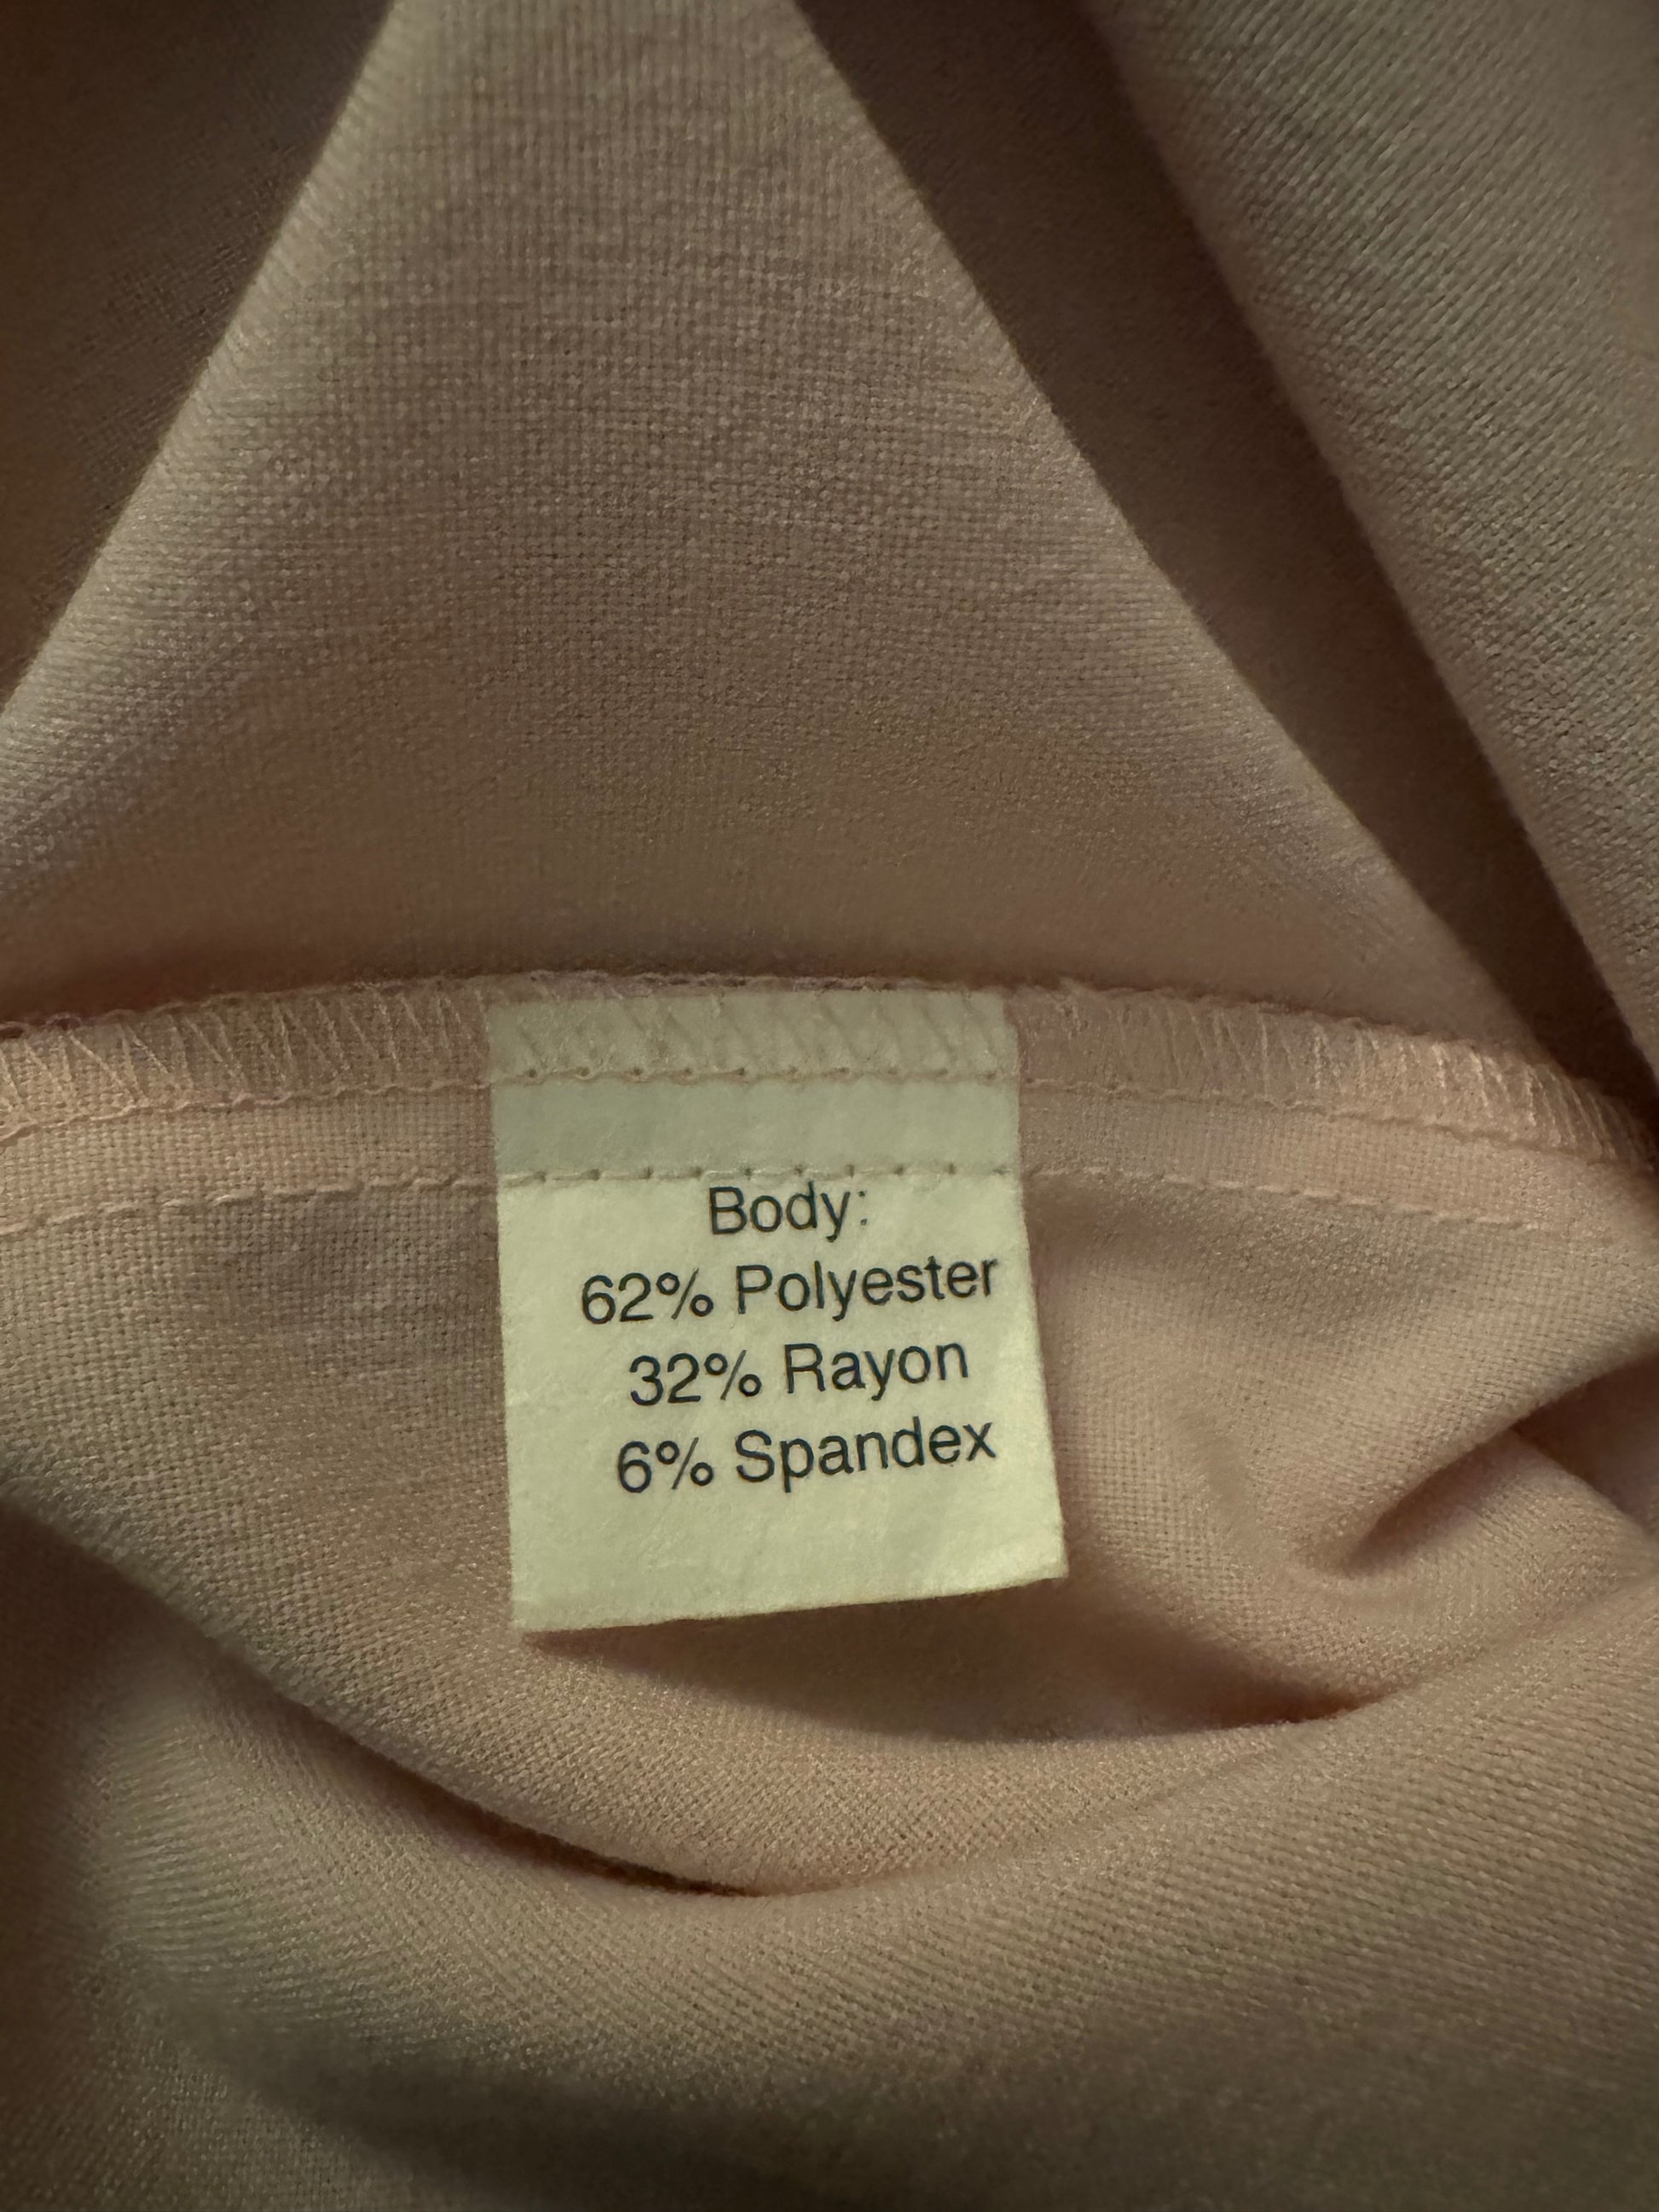 Body:
62% Polyester
32% Rayon
6% Spandex